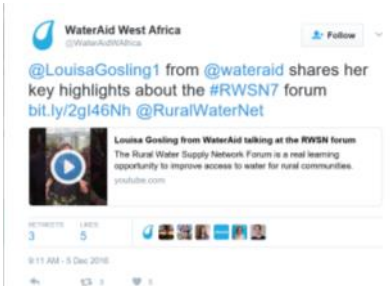 WaterAid West Africa
@WaterAidWAfrica
Follow
@LouisaGosling1 from @wateraid shares her
key highlights about the #RWSN7 forum
bit.ly/2gI46Nh @RuralWaterNet
Louisa Gosling from WaterAid talking at the RWSN forum
The Rural Water Supply Network Forum is a real learning
opportunity to improve access to water for rural communities.
youtube.com
RETWEETS LIKES
3 5
9:11 AM - 5 Dec 2016
3 5